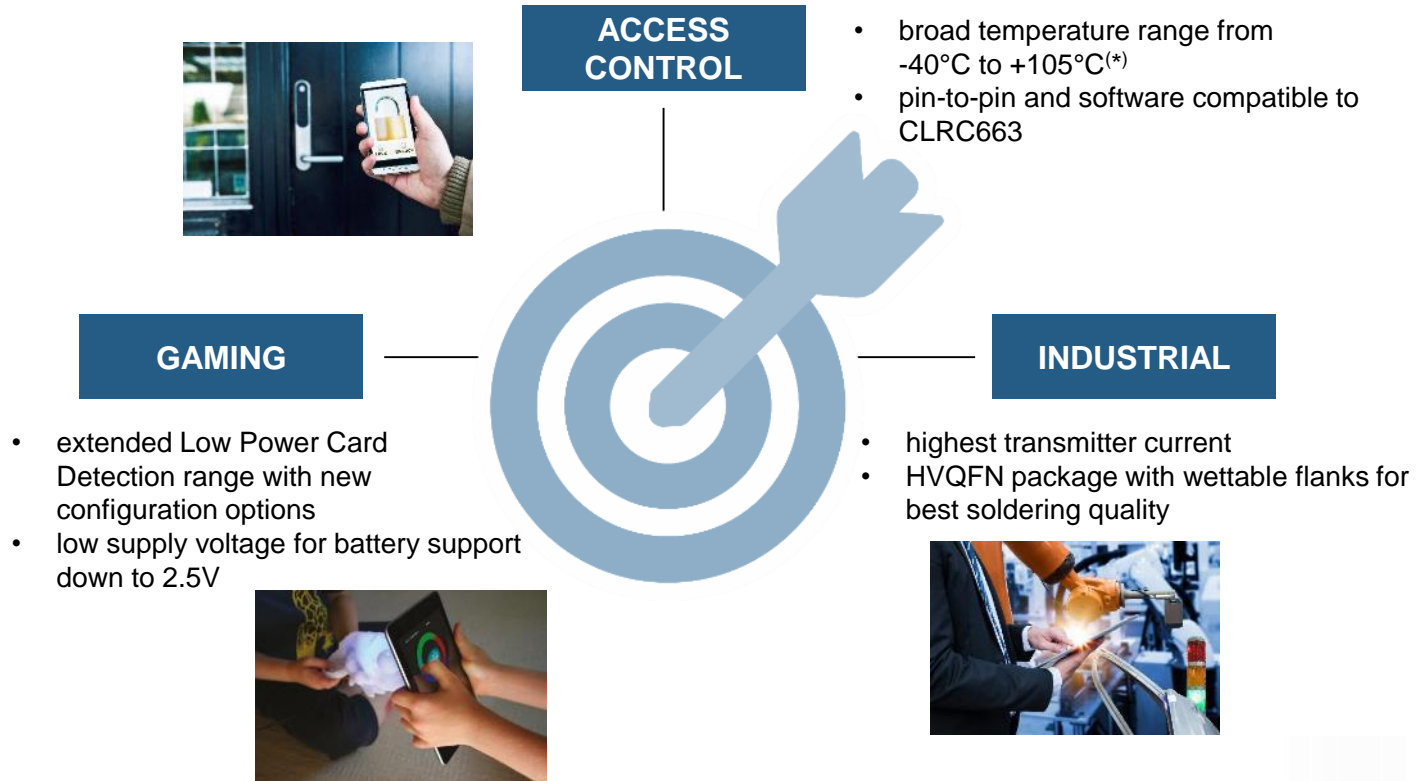 ACCESS
CONTROL
• broad temperature range from
-40°C to +105°C(*)
• pin-to-pin and software compatible to
CLRC663
GAMING
• extended Low Power Card
Detection range with new
configuration options
• low supply voltage for battery support
down to 2.5V
INDUSTRIAL
• highest transmitter current
• HVQFN package with wettable flanks for
best soldering quality